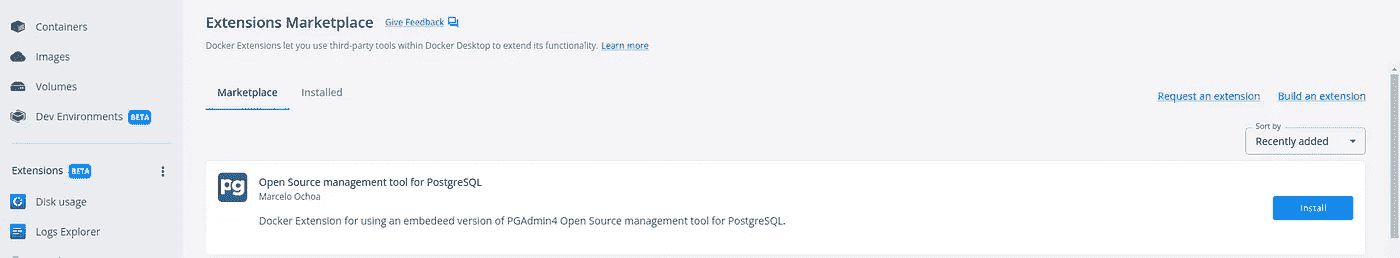 Containers
Images
Volumes
Dev Environments BETA
Extensions BETA
Disk usage
Logs Explorer
Extensions Marketplace Give Feedback
Docker Extensions let you use third-party tools within Docker Desktop to extend its functionality. Learn more
Marketplace Installed
Request an extension Build an extension
Sort by
Recently added
pg
Open Source management tool for PostgreSQL
Marcelo Ochoa
Docker Extension for using an embedeed version of PGAdmin4 Open Source management tool for PostgreSQL.
Install